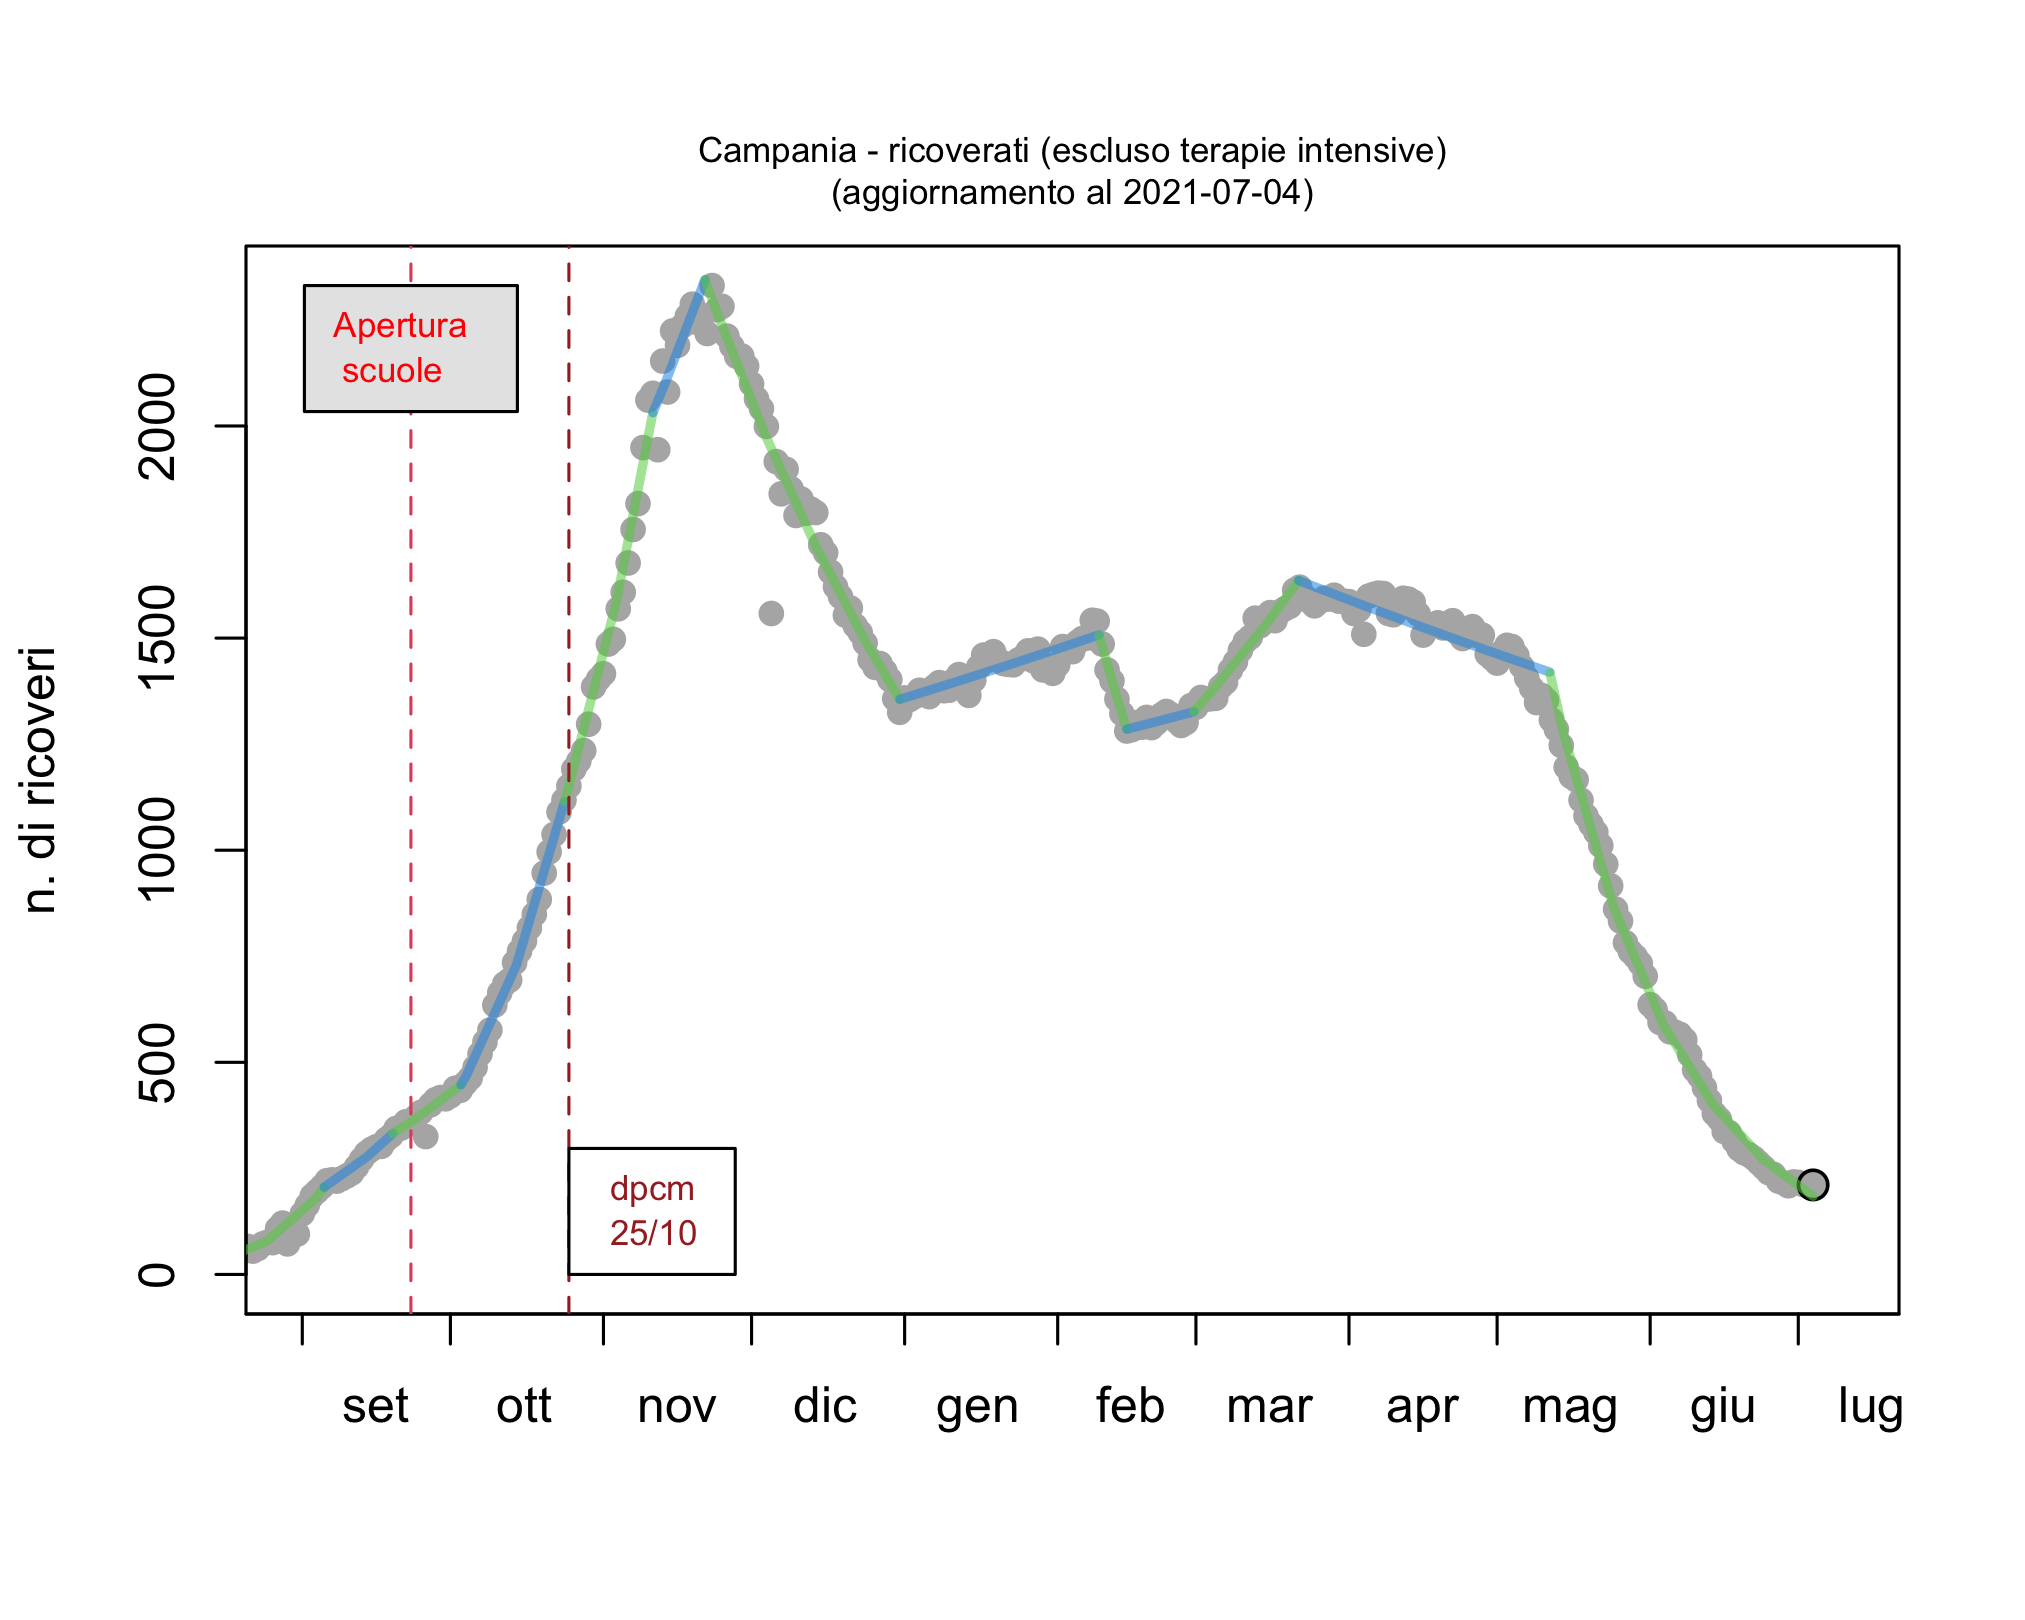 Campania - ricoverati (escluso terapie intensive)
(aggiornamento al 2021-07-04)
Apertura
scuole
n. di ricoveri
2000
1500
1000
500
0
dpcm
25/10
set ott nov dic gen feb mar apr mag giu lug